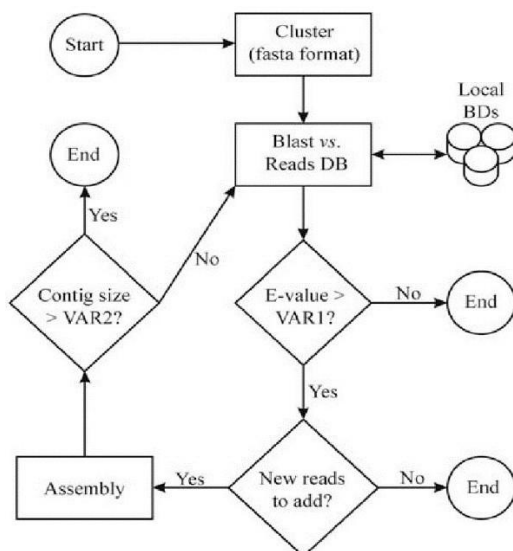 Start
Cluster
(fasta format)
Local
BDs
Blast vs.
Reads DB
End
Yes
No
Contig size
> VAR2?
E-value >
VAR1?
No
End
Yes
Assembly
Yes
New reads
to add?
No
End